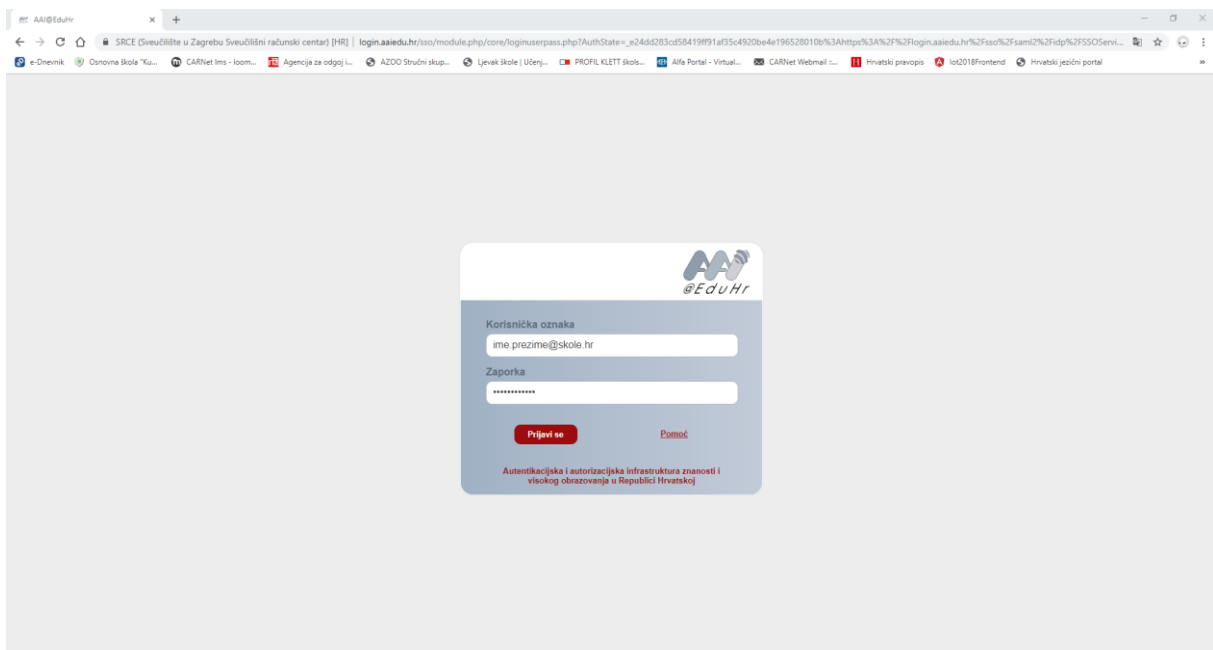 AAI@EduHr
SRCE (Sveučilište u Zagrebu Sveučilišni računski centar) [HR] | login.aaiedu.hr/sso/module.php/core/loginuserpass.php?AuthState=_e24dd283cd58419ff91af35c4920be4e196528010b%3Ahttps%3A%2F%2Flogin.aaiedu.hr%2Fsso%2Fsaml2%2Fidp%2FSSOServi...
e-Dnevnik Osnovna škola "Ku... CARNet lms - loom... Agencija za odgoj i... AZOO Stručni skup... Ljevak škole | Učenj... PROFIL KLETT škols... Alfa Portal - Virtual... CARNet Webmail ::... Hrvatski pravopis Iot2018Frontend Hrvatski jezični portal »
AAI
@EduHr
Korisnička oznaka
ime.prezime@skole.hr
Zaporka
••••••••••••
Prijavi se Pomoć
Autentikacijska i autorizacijska infrastruktura znanosti i
visokog obrazovanja u Republici Hrvatskoj